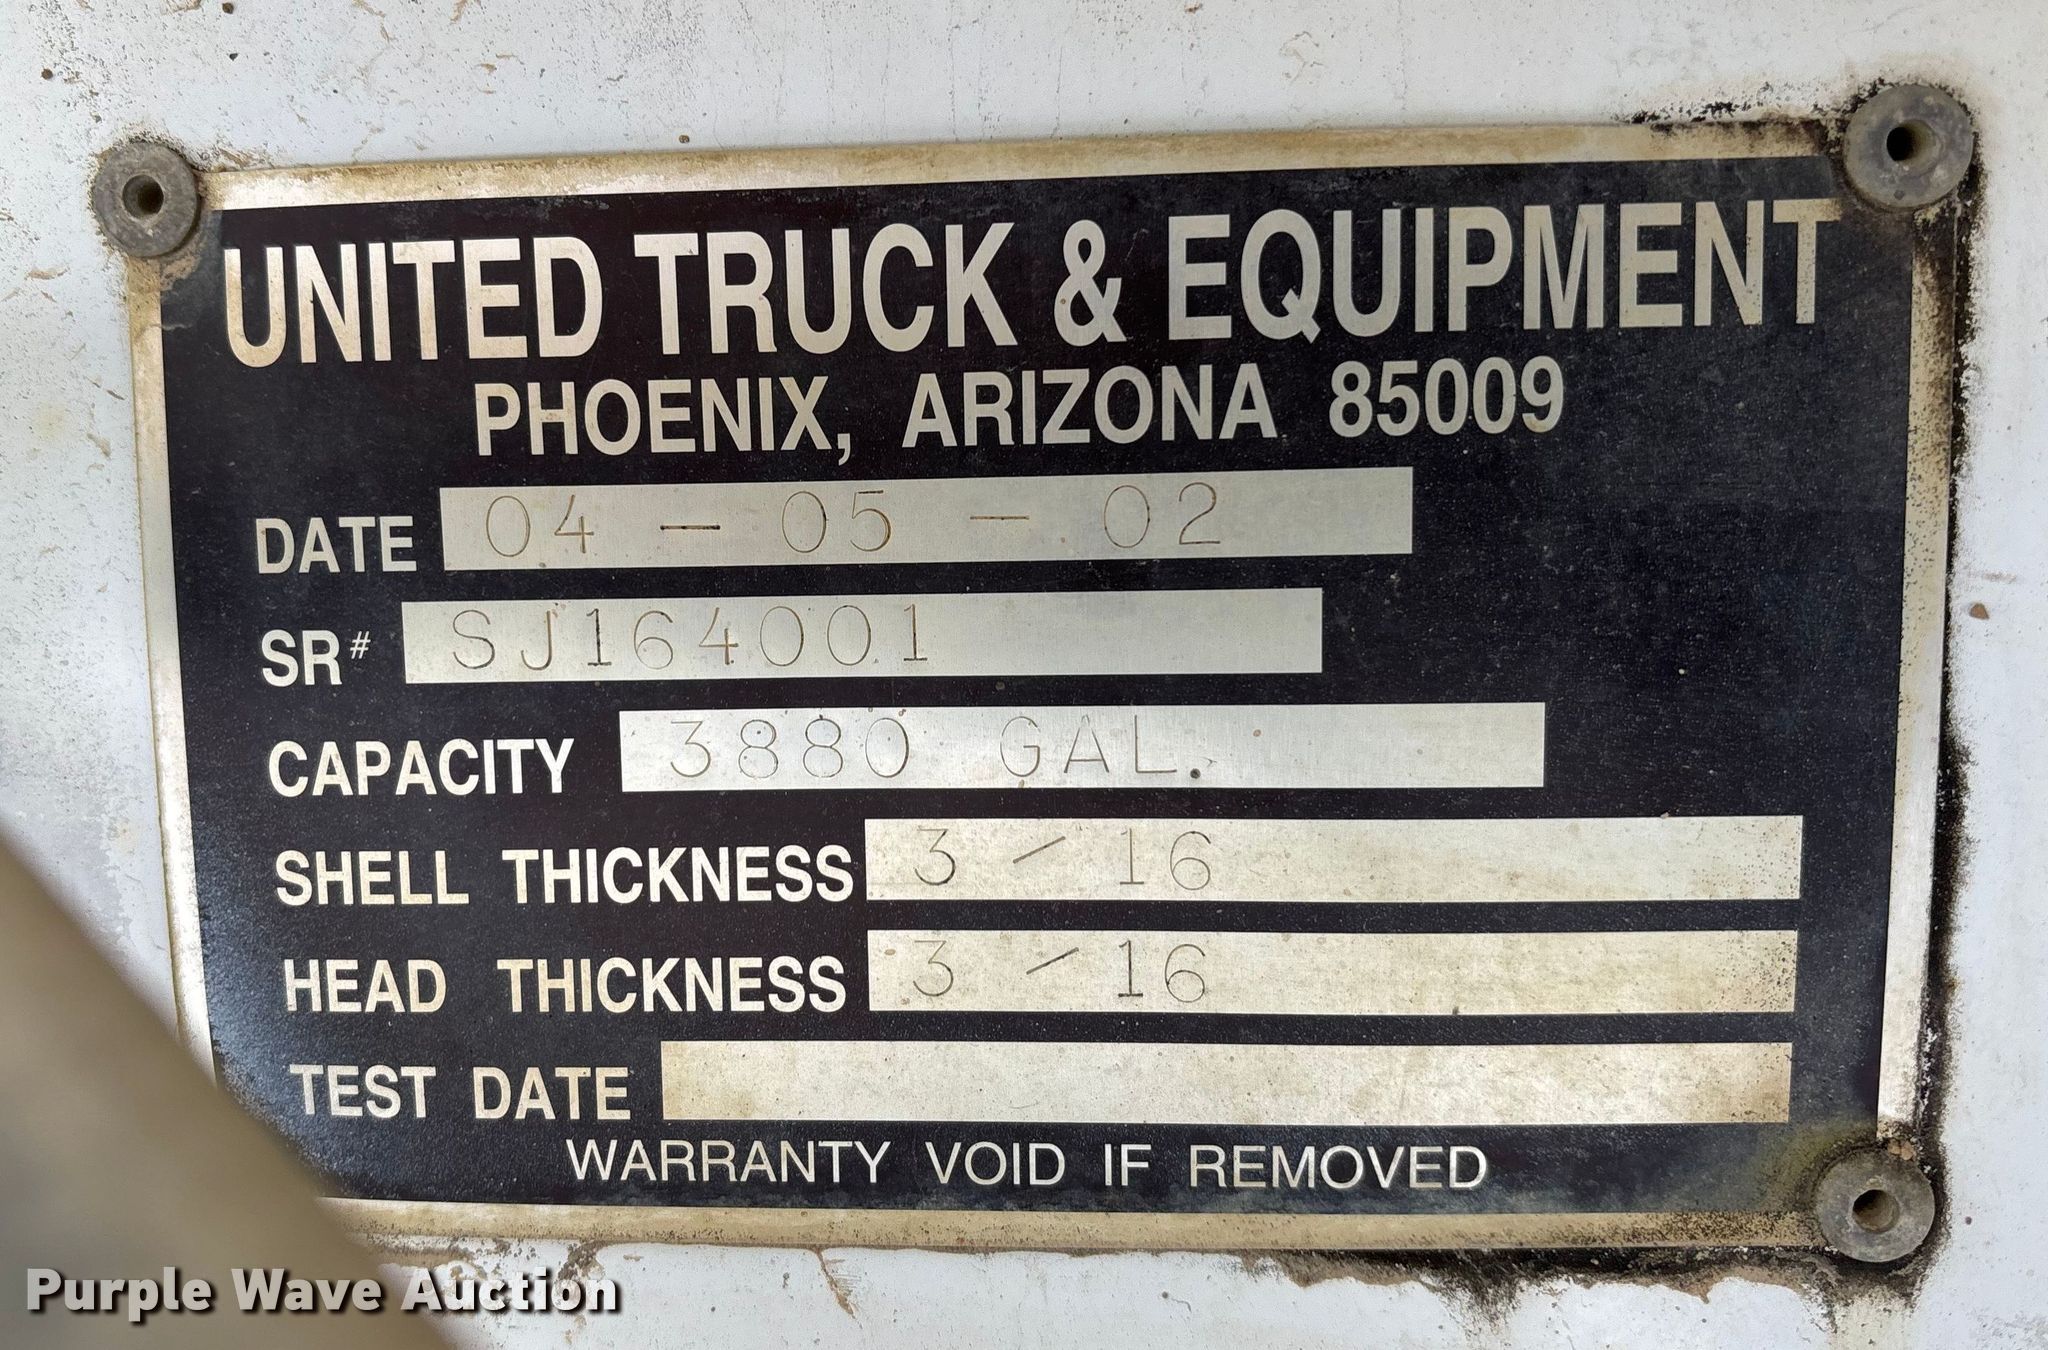 UNITED TRUCK & EQUIPMENT
PHOENIX, ARIZONA 85009
DATE 04 - 05 - 02
SR# SJ164001
CAPACITY 3880 GAL.
SHELL THICKNESS 3 / 16
HEAD THICKNESS 3 / 16
TEST DATE
WARRANTY VOID IF REMOVED
Purple Wave Auction